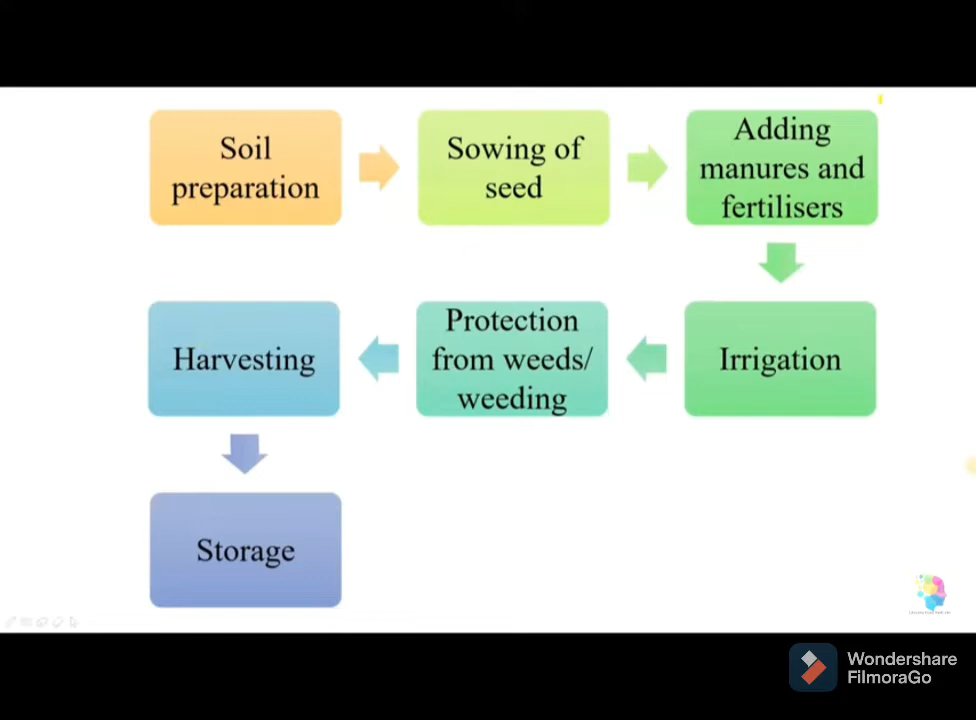 Soil
preparation
Sowing of
seed
Adding
manures and
fertilisers
Irrigation
Protection
from weeds/
weeding
Harvesting
Storage
Wondershare
FilmoraGo